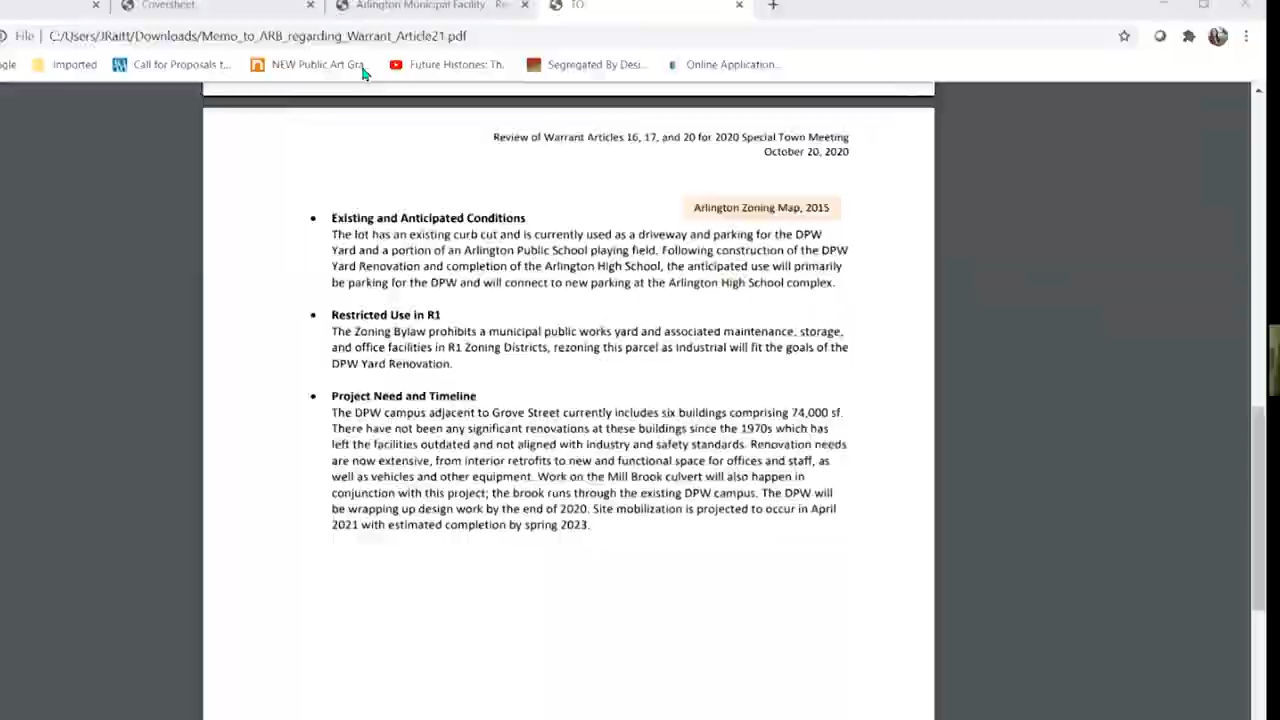 Coversheet
Arlington Municipal Facility - Re
TO
File | C:/Users/JRaitt/Downloads/Memo_to_ARB_regarding_Warrant_Article21.pdf
gle Imported Call for Proposals t... NEW Public Art Gra... Future Histories: Th... Segregated By Desi... Online Application...
Review of Warrant Articles 16, 17, and 20 for 2020 Special Town Meeting
October 20, 2020
Arlington Zoning Map, 2015
• Existing and Anticipated Conditions
The lot has an existing curb cut and is currently used as a driveway and parking for the DPW
Yard and a portion of an Arlington Public School playing field. Following construction of the DPW
Yard Renovation and completion of the Arlington High School, the anticipated use will primarily
be parking for the DPW and will connect to new parking at the Arlington High School complex.
• Restricted Use in R1
The Zoning Bylaw prohibits a municipal public works yard and associated maintenance, storage,
and office facilities in R1 Zoning Districts, rezoning this parcel as Industrial will fit the goals of the
DPW Yard Renovation.
• Project Need and Timeline
The DPW campus adjacent to Grove Street currently includes six buildings comprising 74,000 sf.
There have not been any significant renovations at these buildings since the 1970s which has
left the facilities outdated and not aligned with industry and safety standards. Renovation needs
are now extensive, from interior retrofits to new and functional space for offices and staff, as
well as vehicles and other equipment. Work on the Mill Brook culvert will also happen in
conjunction with this project; the brook runs through the existing DPW campus. The DPW will
be wrapping up design work by the end of 2020. Site mobilization is projected to occur in April
2021 with estimated completion by spring 2023.